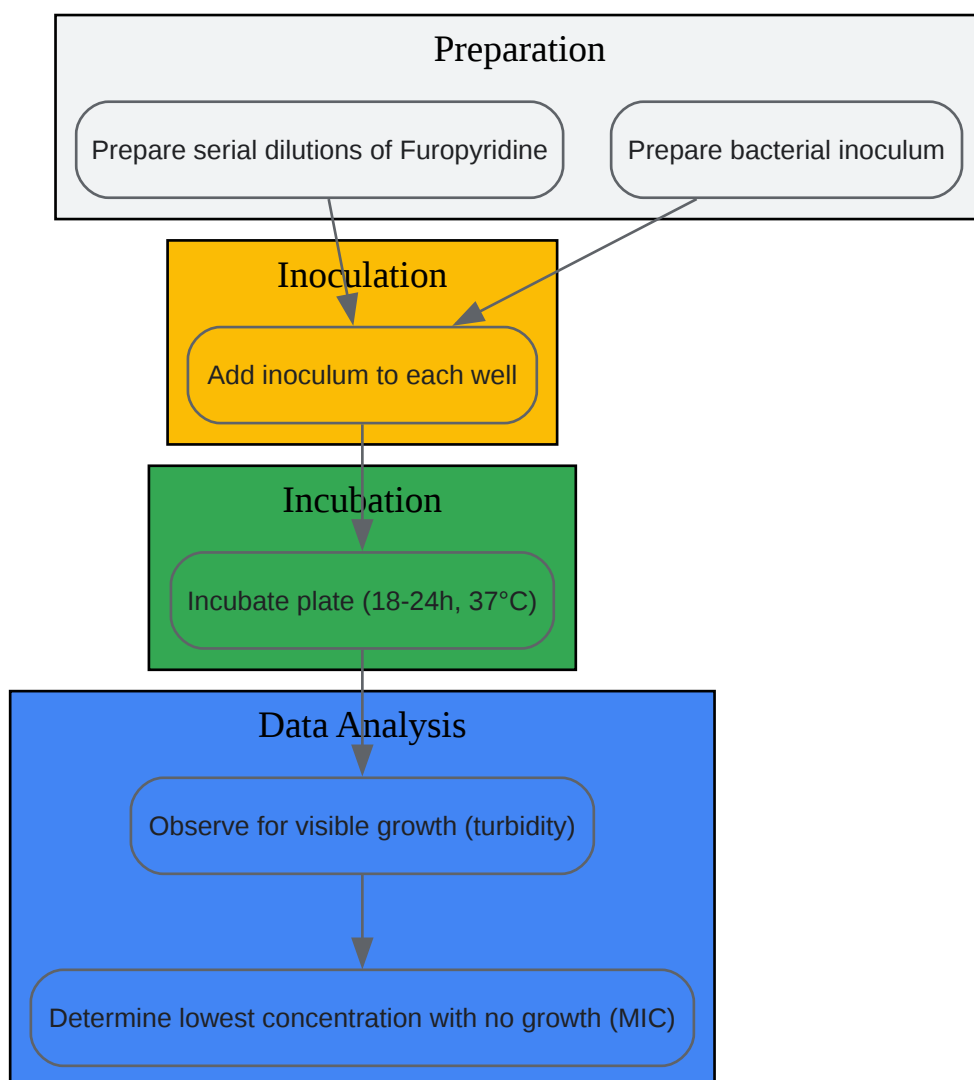 Preparation
Prepare serial dilutions of Furopyridine
Prepare bacterial inoculum
Inoculation
Add inoculum to each well
Incubation
Incubate plate (18-24h, 37°C)
Data Analysis
Observe for visible growth (turbidity)
Determine lowest concentration with no growth (MIC)